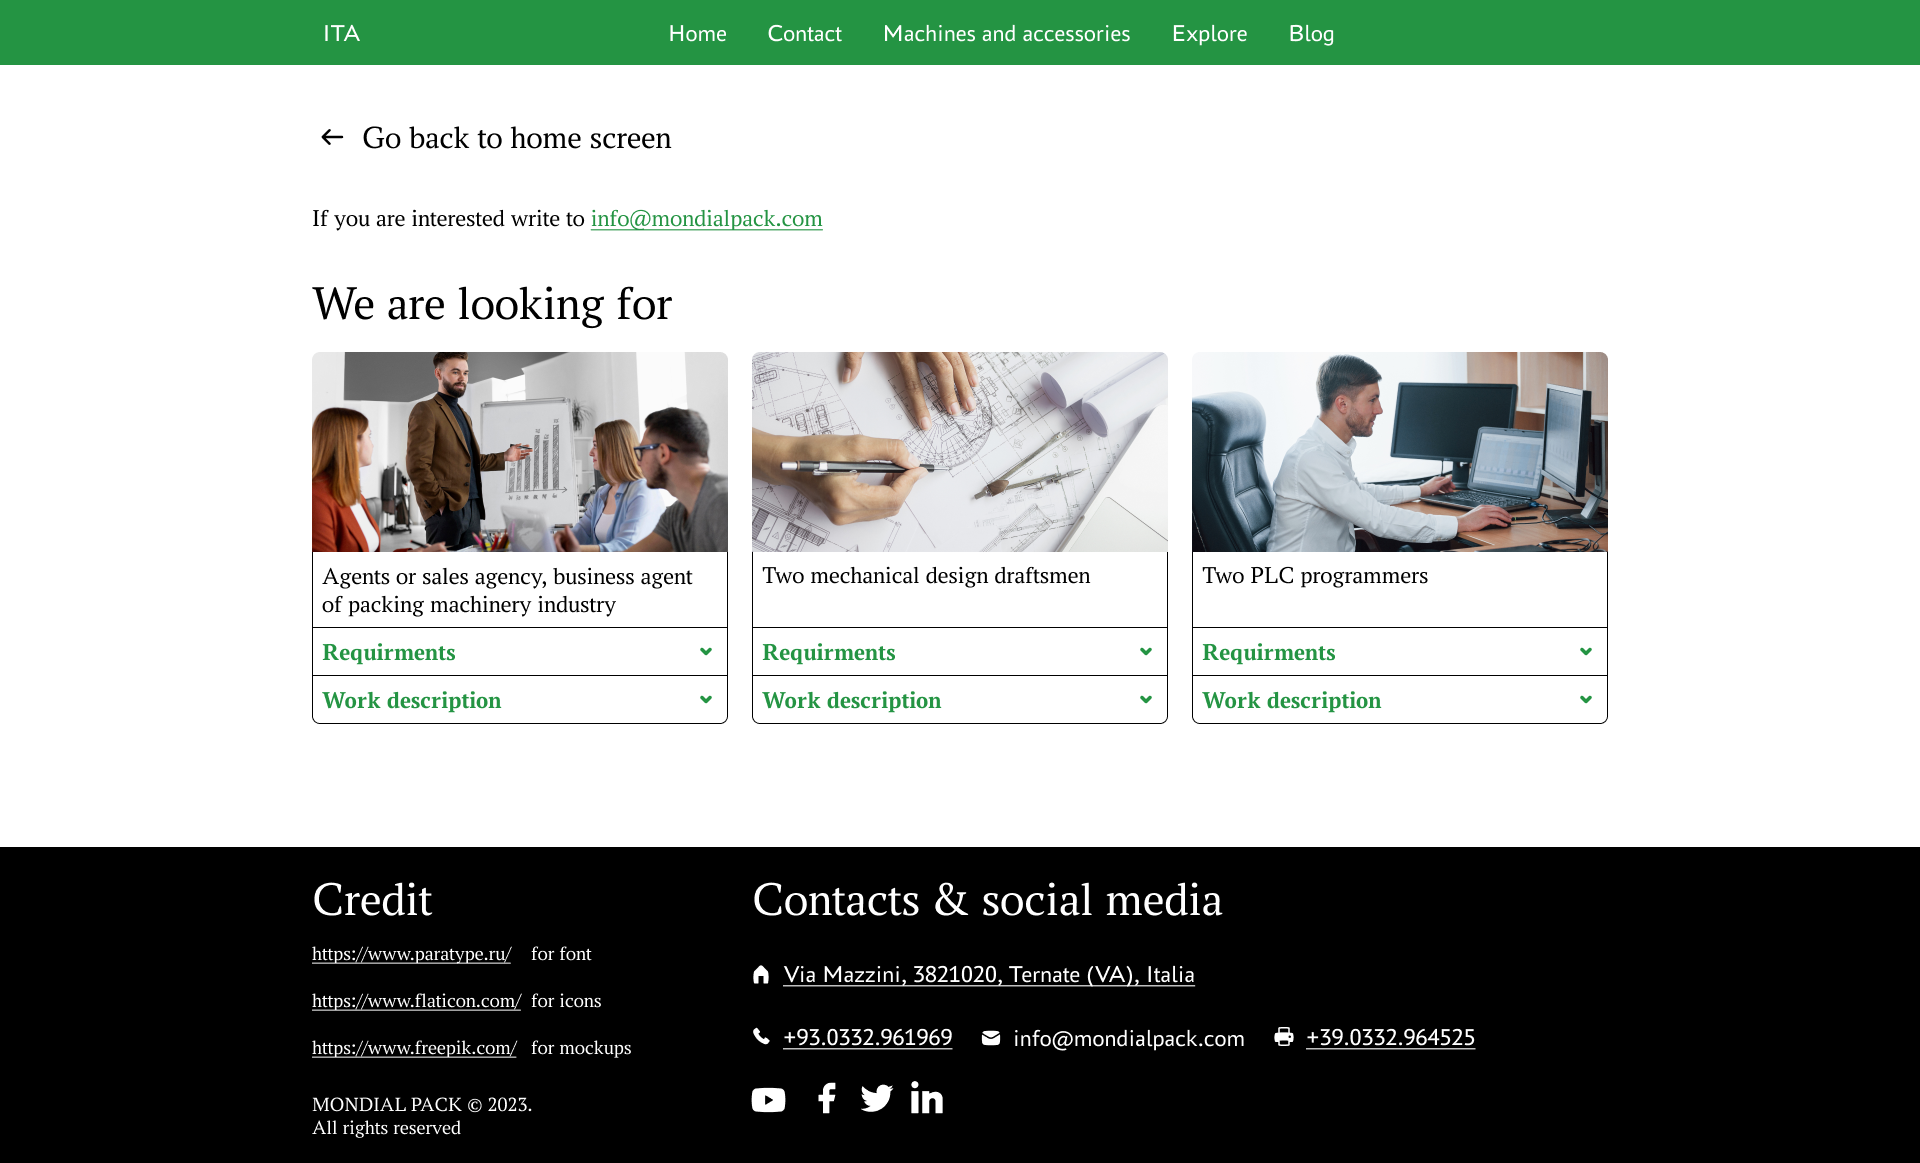 ITA Home Contact Machines and accessories Explore Blog
Go back to home screen
If you are interested write to info@mondialpack.com
We are looking for
Agents or sales agency, business agent
of packing machinery industry
Requirments
Work description
Two mechanical design draftsmen
Requirments
Work description
Two PLC programmers
Requirments
Work description
Credit
https://www.paratype.ru/ for font
https://www.flaticon.com/ for icons
https://www.freepik.com/ for mockups
MONDIAL PACK © 2023.
All rights reserved
Contacts & social media
Via Mazzini, 3821020, Ternate (VA), Italia
+93.0332.961969 info@mondialpack.com +39.0332.964525